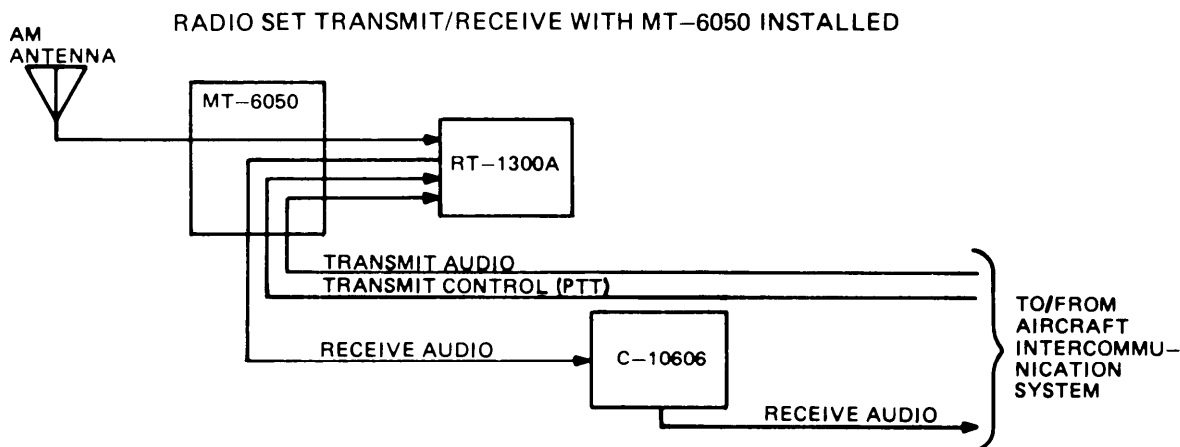 RADIO SET TRANSMIT/RECEIVE WITH MT-6050 INSTALLED
AM
ANTENNA
MT-6050
RT-1300A
TRANSMIT AUDIO
TRANSMIT CONTROL (PTT)
RECEIVE AUDIO
C-10606
RECEIVE AUDIO
TO/FROM
AIRCRAFT
INTERCOMMU-
NICATION
SYSTEM